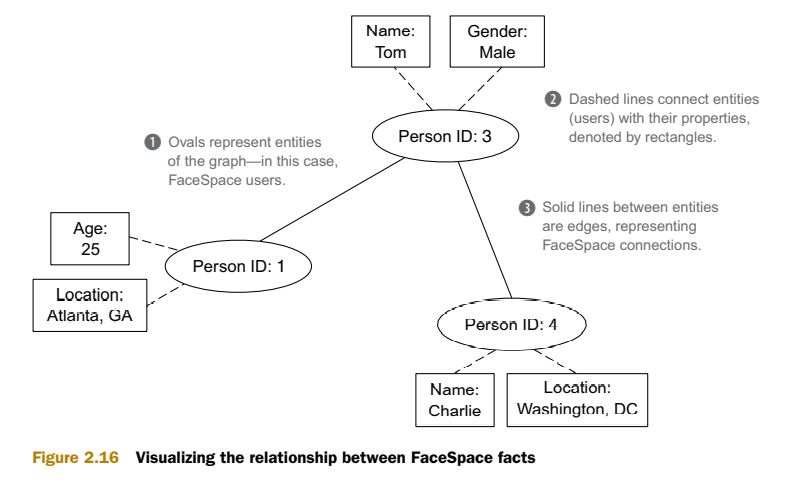 Name:
Tom
Gender:
Male
2 Dashed lines connect entities
(users) with their properties,
denoted by rectangles.
Person ID: 3
1 Ovals represent entities
of the graph—in this case,
FaceSpace users.
3 Solid lines between entities
are edges, representing
FaceSpace connections.
Age:
25
Person ID: 1
Location:
Atlanta, GA
Person ID: 4
Name:
Charlie
Location:
Washington, DC
Figure 2.16 Visualizing the relationship between FaceSpace facts